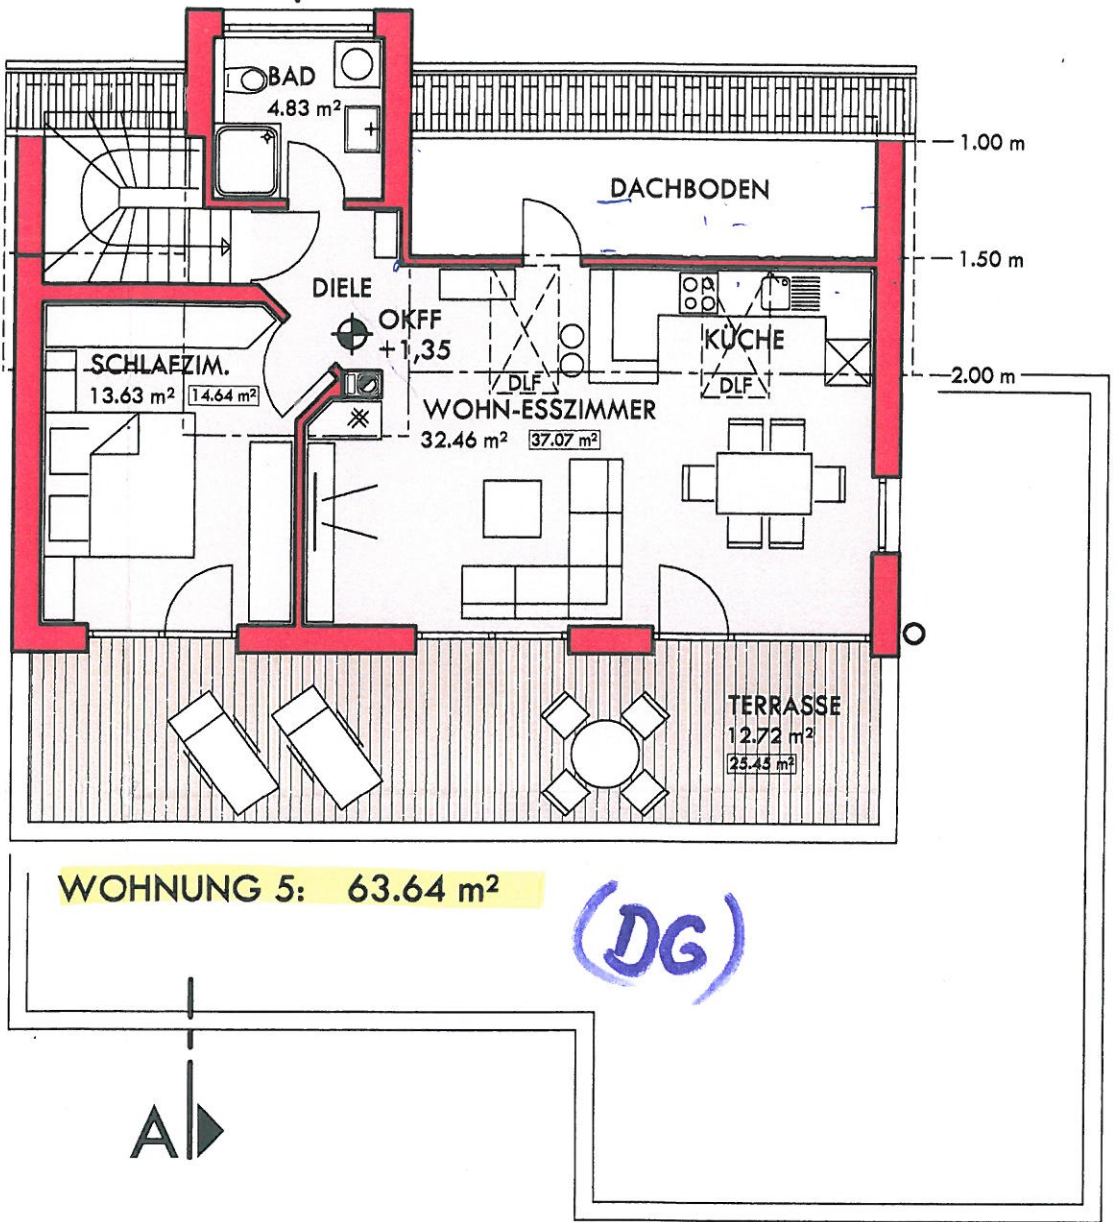 BAD
4.83 m²
1.00 m
DACHBODEN
1.50 m
DIELE
OKFF
+1,35
KÜCHE
SCHLAFZIM.
13.63 m² 14.64 m²
DLF
DLF
2.00 m
WOHN-ESSZIMMER
32.46 m² 37.07 m²
TERRASSE
12.72 m²
25.45 m²
WOHNUNG 5: 63.64 m²
(DG)
A